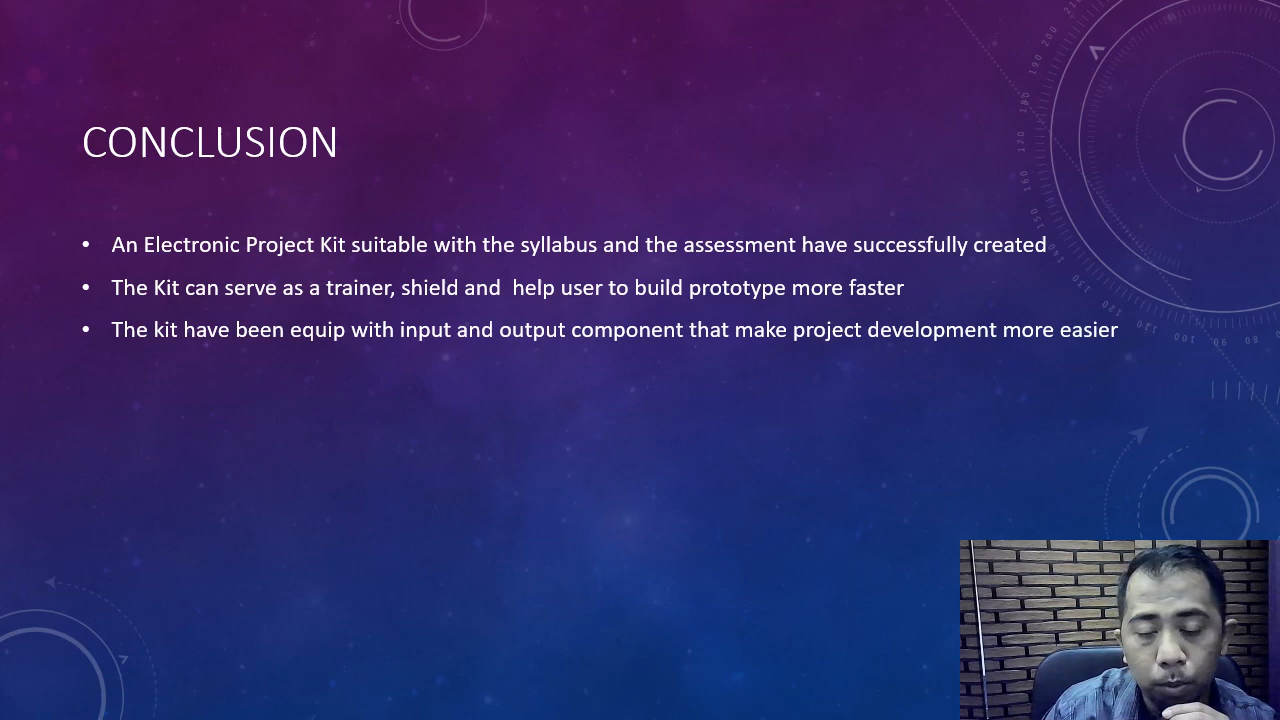 CONCLUSION
• An Electronic Project Kit suitable with the syllabus and the assessment have successfully created
• The Kit can serve as a trainer, shield and  help user to build prototype more faster
• The kit have been equip with input and output component that make project development more easier